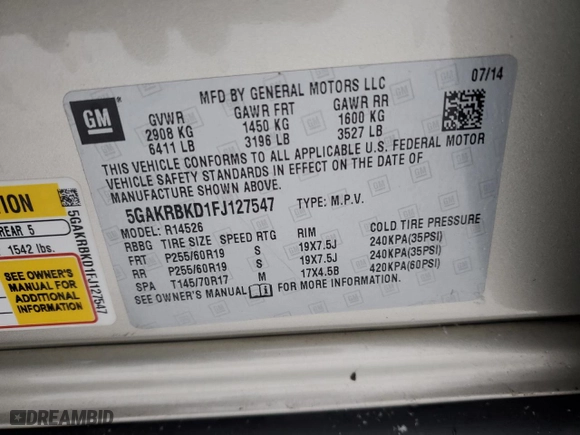 GM
MFD BY GENERAL MOTORS LLC
07/14
GVWR GAWR FRT GAWR RR
2908 KG 1450 KG 1600 KG
6411 LB 3196 LB 3527 LB
THIS VEHICLE CONFORMS TO ALL APPLICABLE U.S. FEDERAL MOTOR
VEHICLE SAFETY STANDARDS IN EFFECT ON THE DATE OF
MANUFACTURE SHOWN ABOVE.
5GAKRBKD1FJ127547 TYPE: M.P.V.
MODEL: R14526
RBBG TIRE SIZE SPEED RTG RIM COLD TIRE PRESSURE
FRT P255/60R19 S 19X7.5J 240KPA(35PSI)
RR P255/60R19 S 19X7.5J 240KPA(35PSI)
SPA T145/70R17 M 17X4.5B 420KPA(60PSI)
SEE OWNER'S MANUAL FOR MORE INFORMATION.
REAR 5
1542 lbs.
SEE OWNER'S
MANUAL FOR
ADDITIONAL
INFORMATION
5GAKRBKD1FJ127547
DREAMBID